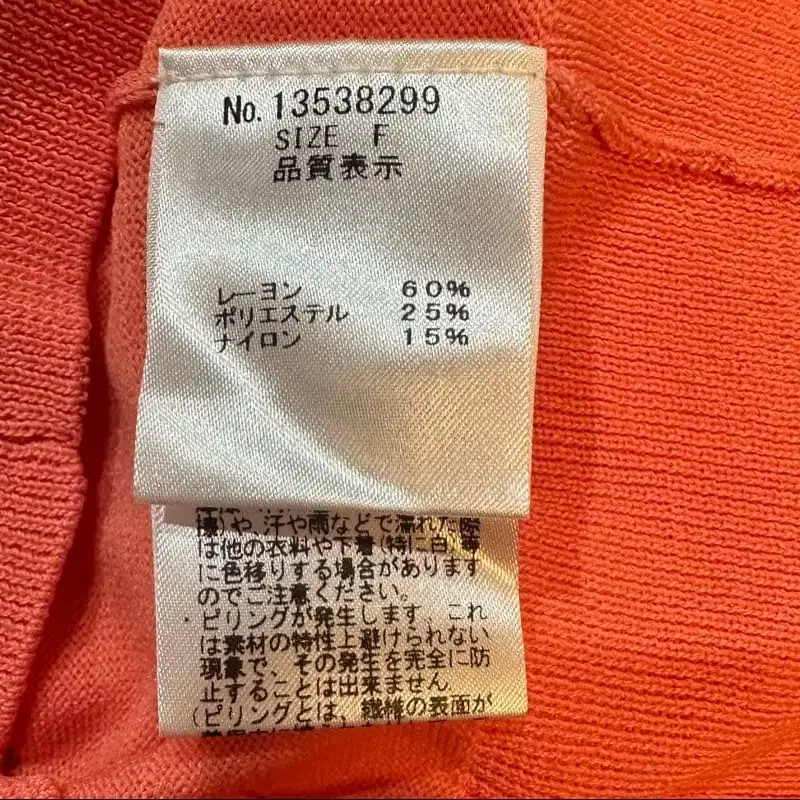 No.13538299
SIZE F
品質表示
レーヨン 60%
ポリエステル 25%
ナイロン 15%
や、汗や雨などで濡れた際
は他の衣料や下着(特に白)等
に色移りする場合があります
のでご注意ください。
・ピリングが発生します。これ
は素材の特性上避けられない
現象で、その発生を完全に防
止することは出来ません。
(ピリングとは、繊維の表面が